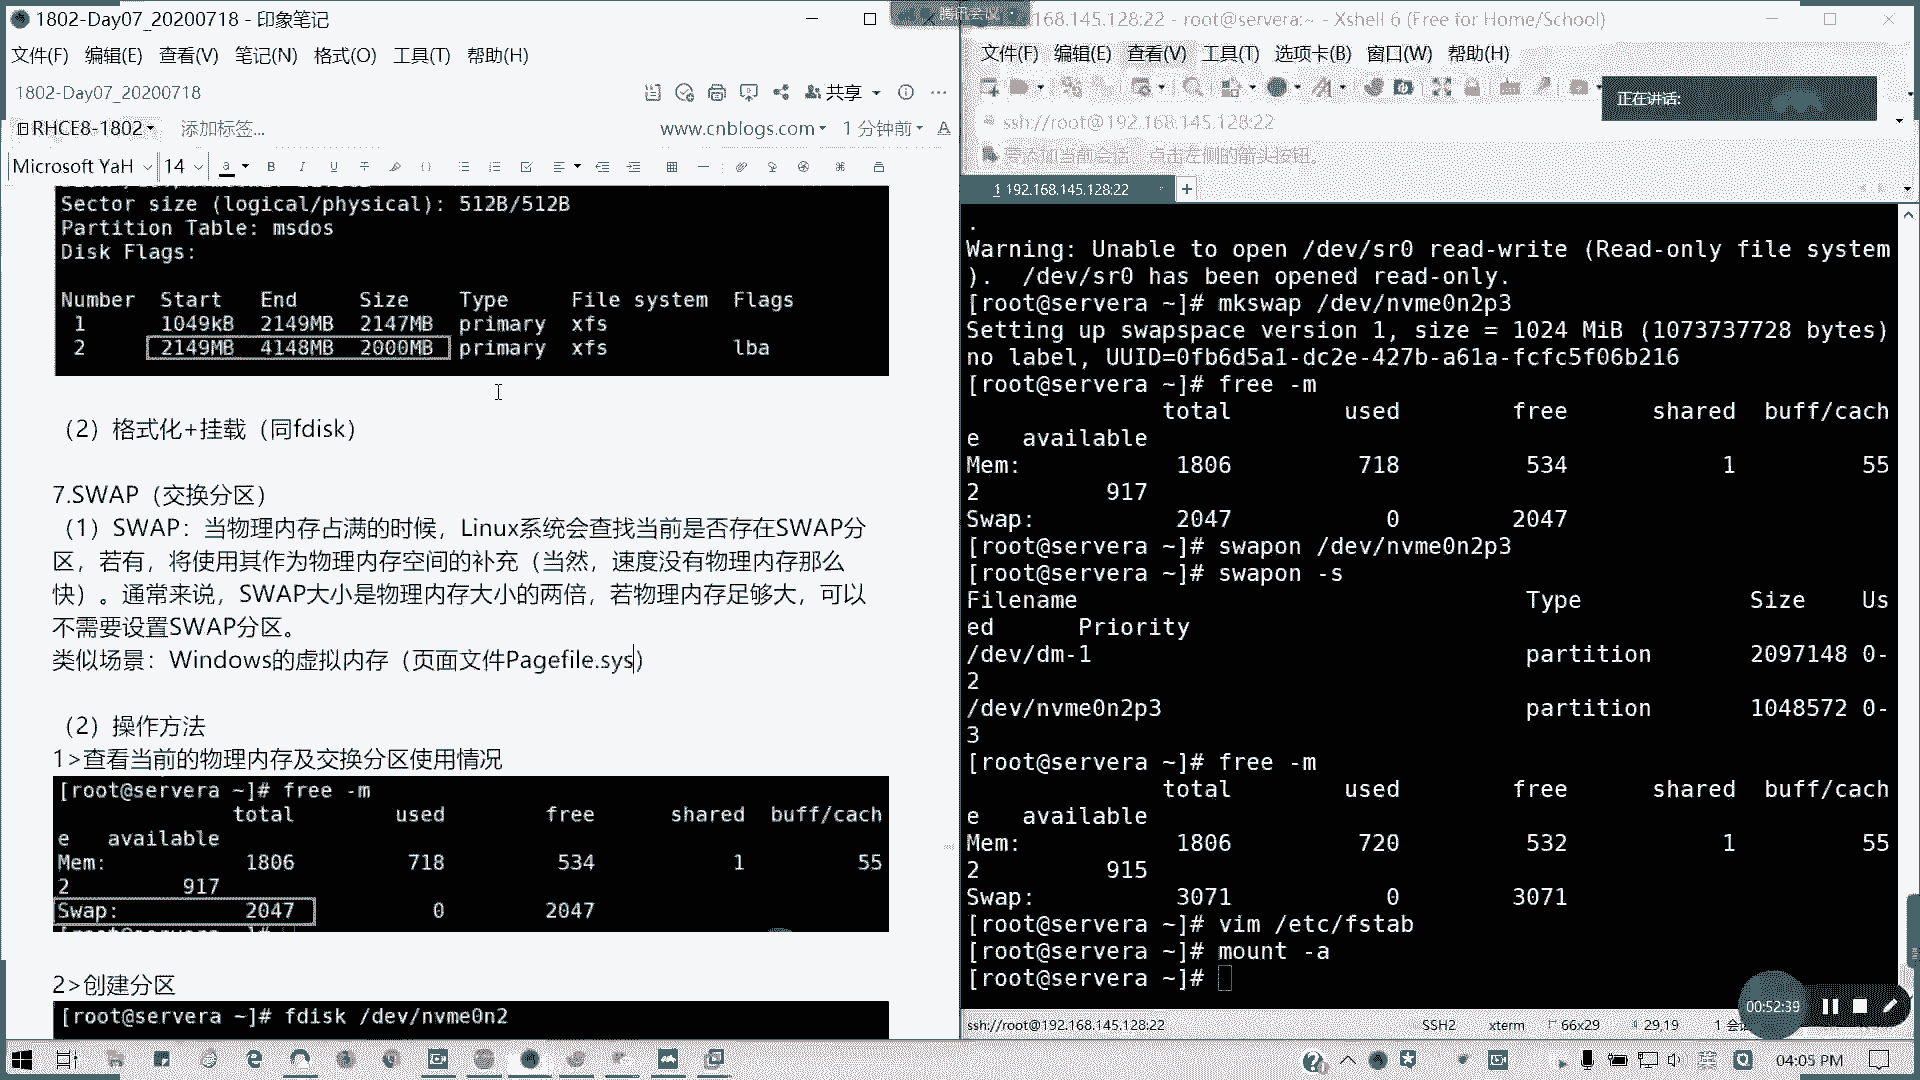 1802-Day07_20200718 - 印象笔记
文件(F) 编辑(E) 查看(V) 笔记(N) 格式(O) 工具(T) 帮助(H)
1802-Day07_20200718
共享
RHCE8-1802
添加标签...
www.cnblogs.com
1 分钟前
Microsoft YaH 14
Sector size (logical/physical): 512B/512B
Partition Table: msdos
Disk Flags:
Number Start End Size Type File system Flags
1 1049kB 2149MB 2147MB primary xfs
2 2149MB 4148MB 2000MB primary xfs lba
（2）格式化+挂载（同fdisk）
7.SWAP（交换分区）
（1）SWAP：当物理内存占满的时候，Linux系统会查找当前是否存在SWAP分
区，若有，将使用其作为物理内存空间的补充（当然，速度没有物理内存那么
快）。通常来说，SWAP大小是物理内存大小的两倍，若物理内存足够大，可以
不需要设置SWAP分区。
类似场景：Windows的虚拟内存（页面文件Pagefile.sys）
（2）操作方法
1>查看当前的物理内存及交换分区使用情况
[root@servera ~]# free -m
total used free shared buff/cach
e available
Mem: 1806 718 534 1 55
2 917
Swap: 2047 0 2047
2>创建分区
[root@servera ~]# fdisk /dev/nvme0n2
腾讯会议
168.145.128:22 - root@servera:~ - Xshell 6 (Free for Home/School)
文件(F) 编辑(E) 查看(V) 工具(T) 选项卡(B) 窗口(W) 帮助(H)
正在讲话:
ssh://root@192.168.145.128:22
要添加当前会话，点击左侧的箭头按钮。
1 192.168.145.128:22
.
Warning: Unable to open /dev/sr0 read-write (Read-only file system
). /dev/sr0 has been opened read-only.
[root@servera ~]# mkswap /dev/nvme0n2p3
Setting up swapspace version 1, size = 1024 MiB (1073737728 bytes)
no label, UUID=0fb6d5a1-dc2e-427b-a61a-fcfc5f06b216
[root@servera ~]# free -m
total used free shared buff/cach
e available
Mem: 1806 718 534 1 55
2 917
Swap: 2047 0 2047
[root@servera ~]# swapon /dev/nvme0n2p3
[root@servera ~]# swapon -s
Filename Type Size Us
ed Priority
/dev/dm-1 partition 2097148 0-
2
/dev/nvme0n2p3 partition 1048572 0-
3
[root@servera ~]# free -m
total used free shared buff/cach
e available
Mem: 1806 720 532 1 55
2 915
Swap: 3071 0 3071
[root@servera ~]# vim /etc/fstab
[root@servera ~]# mount -a
[root@servera ~]#
00:52:39
ssh://root@192.168.145.128:22
SSH2 xterm 66x29 29,19
英
04:05 PM